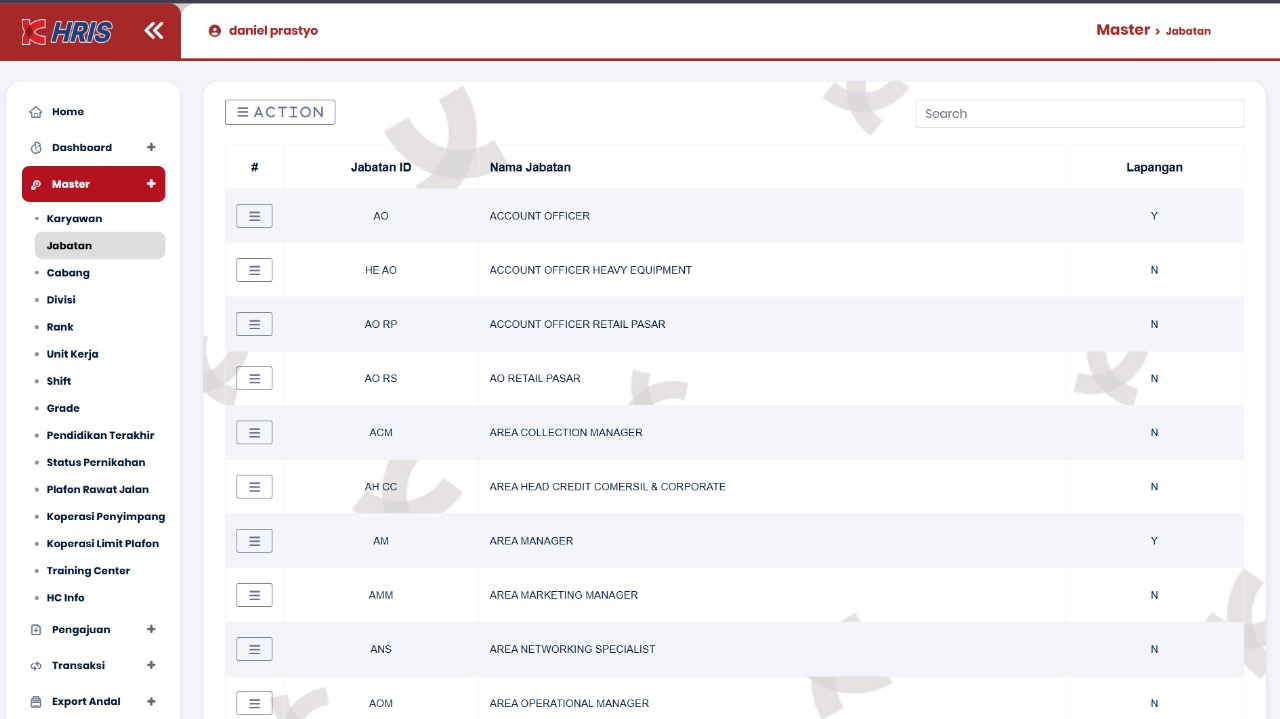 HRIS
daniel prastyo
Master › Jabatan
Home
Dashboard +
Master +
Karyawan
Jabatan
Cabang
Divisi
Rank
Unit Kerja
Shift
Grade
Pendidikan Terakhir
Status Pernikahan
Plafon Rawat Jalan
Koperasi Penyimpang
Koperasi Limit Plafon
Training Center
HC Info
Pengajuan +
Transaksi +
Export Andal +
ACTION
Search
# Jabatan ID Nama Jabatan Lapangan
AO ACCOUNT OFFICER Y
HE AO ACCOUNT OFFICER HEAVY EQUIPMENT N
AO RP ACCOUNT OFFICER RETAIL PASAR N
AO RS AO RETAIL PASAR N
ACM AREA COLLECTION MANAGER N
AH CC AREA HEAD CREDIT COMERSIL & CORPORATE N
AM AREA MANAGER Y
AMM AREA MARKETING MANAGER N
ANS AREA NETWORKING SPECIALIST N
AOM AREA OPERATIONAL MANAGER N